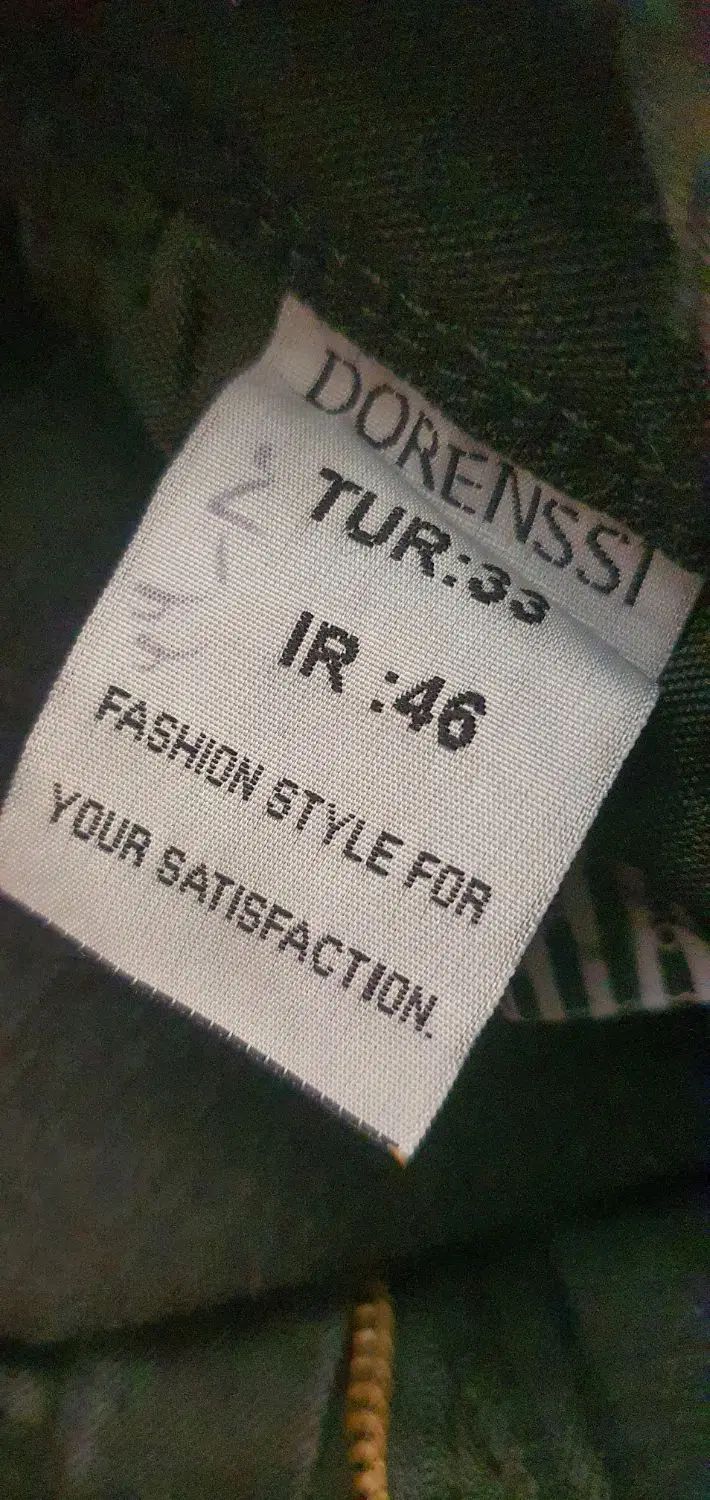 DORENSSI
TUR:33
IR :46
FASHION STYLE FOR
YOUR SATISFACTION.